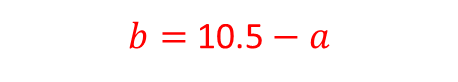 b = 10.5 − a